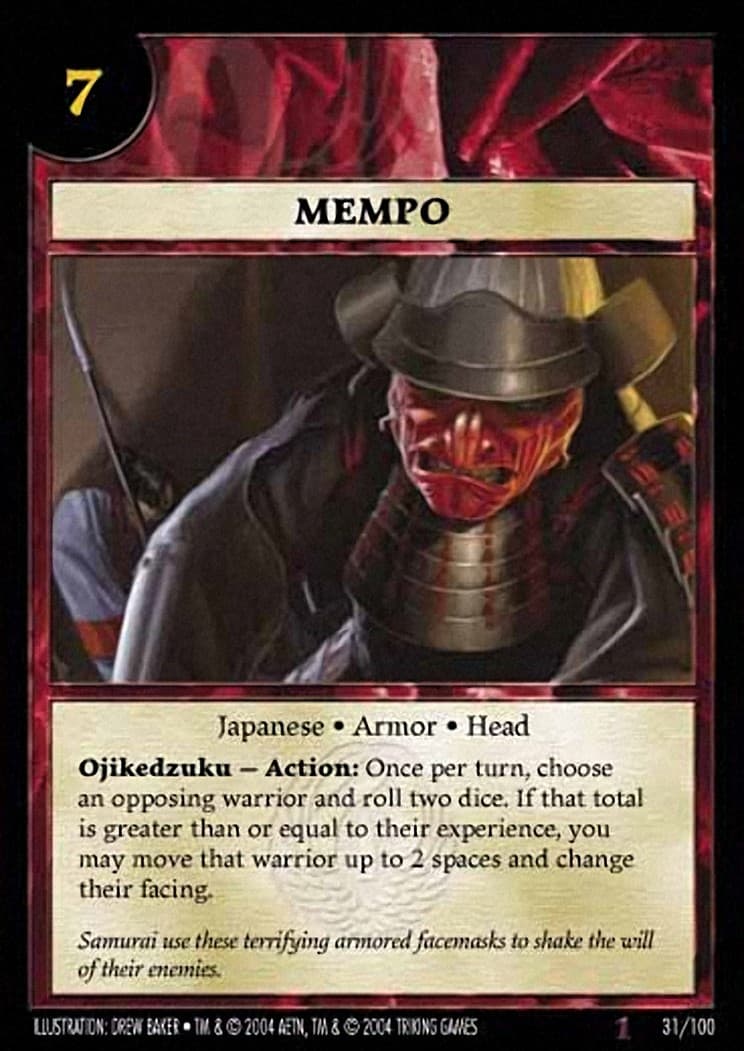 7
MEMPO
Japanese • Armor • Head
Ojikedzuku – Action: Once per turn, choose
an opposing warrior and roll two dice. If that total
is greater than or equal to their experience, you
may move that warrior up to 2 spaces and change
their facing.
Samurai use these terrifying armored facemasks to shake the will
of their enemies.
ILLUSTRATION: DREW BAKER • TM & © 2004 AETN, TM & © 2004 TRIKING GAMES 1 31/100